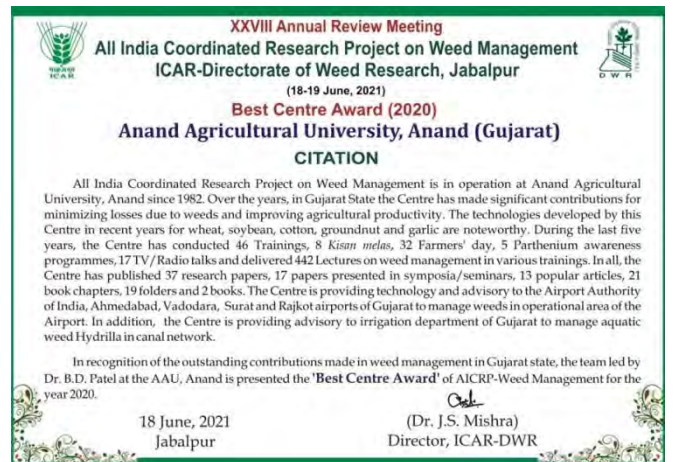 XXVIII Annual Review Meeting
All India Coordinated Research Project on Weed Management
ICAR-Directorate of Weed Research, Jabalpur
(18-19 June, 2021)
Best Centre Award (2020)
Anand Agricultural University, Anand (Gujarat)
CITATION
ICAR
D W R
All India Coordinated Research Project on Weed Management is in operation at Anand Agricultural
University, Anand since 1982. Over the years, in Gujarat State the Centre has made significant contributions for
minimizing losses due to weeds and improving agricultural productivity. The technologies developed by this
Centre in recent years for wheat, soybean, cotton, groundnut and garlic are noteworthy. During the last five
years, the Centre has conducted 46 Trainings, 8 Kisan melas, 32 Farmers' day, 5 Parthenium awareness
programmes, 17 TV/Radio talks and delivered 442 Lectures on weed management in various trainings. In all, the
Centre has published 37 research papers, 17 papers presented in symposia/seminars, 13 popular articles, 21
book chapters, 19 folders and 2 books. The Centre is providing technology and advisory to the Airport Authority
of India, Ahmedabad, Vadodara, Surat and Rajkot airports of Gujarat to manage weeds in operational area of the
Airport. In addition, the Centre is providing advisory to irrigation department of Gujarat to manage aquatic
weed Hydrilla in canal network.
In recognition of the outstanding contributions made in weed management in Gujarat state, the team led by
Dr. B.D. Patel at the AAU, Anand is presented the 'Best Centre Award' of AICRP-Weed Management for the
year 2020.
18 June, 2021
Jabalpur
(Dr. J.S. Mishra)
Director, ICAR-DWR